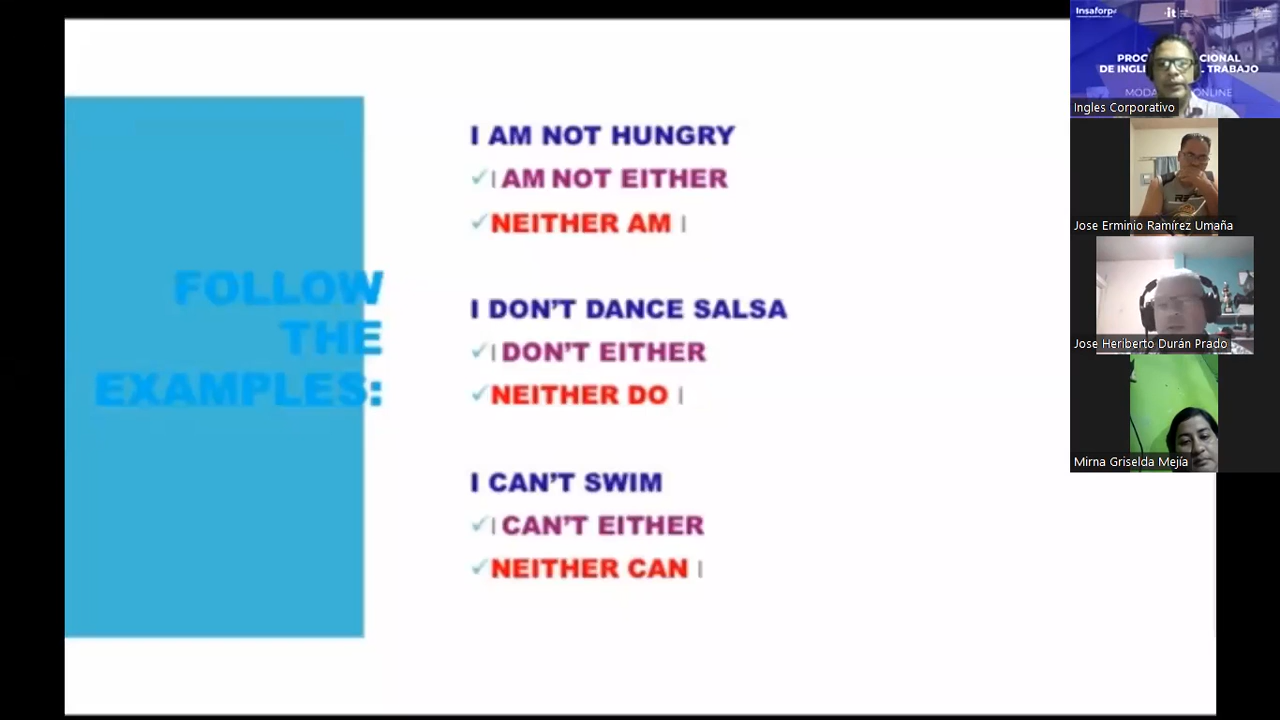 FOLLOW
THE
EXAMPLES:
I AM NOT HUNGRY
✓I AM NOT EITHER
✓NEITHER AM I
I DON'T DANCE SALSA
✓I DON'T EITHER
✓NEITHER DO I
I CAN'T SWIM
✓I CAN'T EITHER
✓NEITHER CAN I
Insaforp
it
DE INGL TRABAJO
Ingles Corporativo
Jose Erminio Ramírez Umaña
Jose Heriberto Durán Prado
Mirna Griselda Mejía